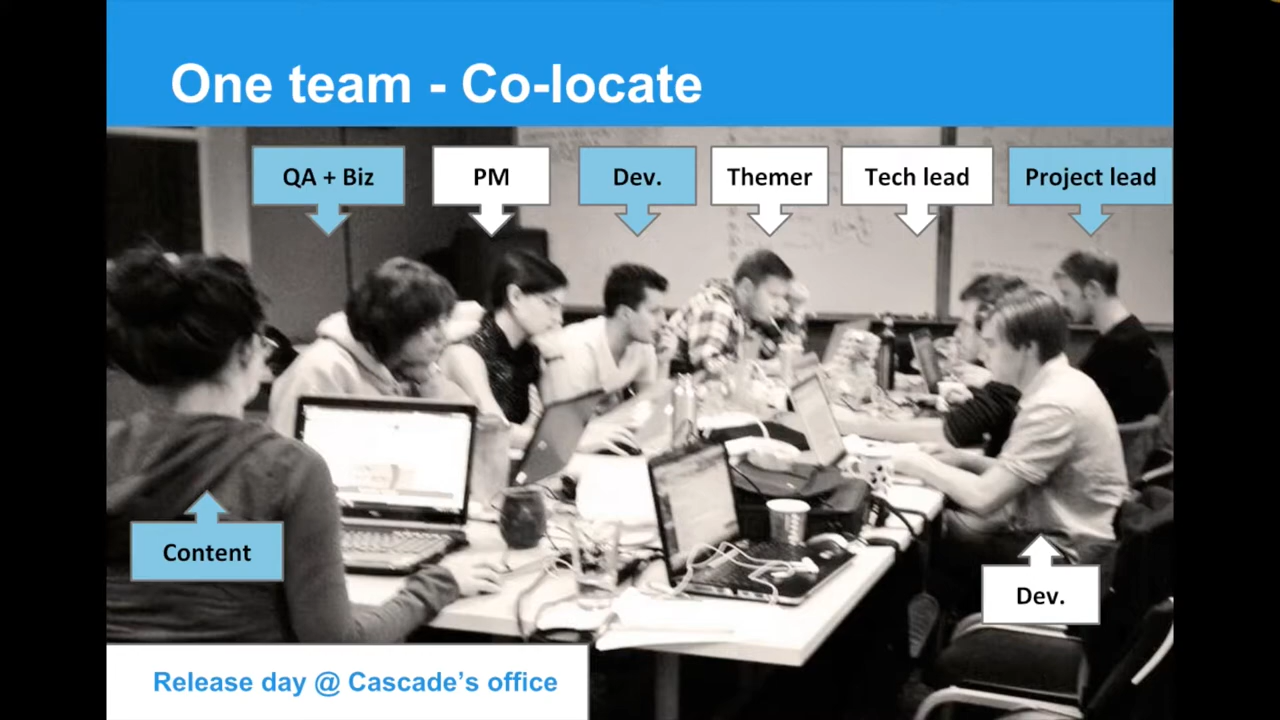 One team - Co-locate
QA + Biz
PM
Dev.
Themer
Tech lead
Project lead
Content
Dev.
Release day @ Cascade's office